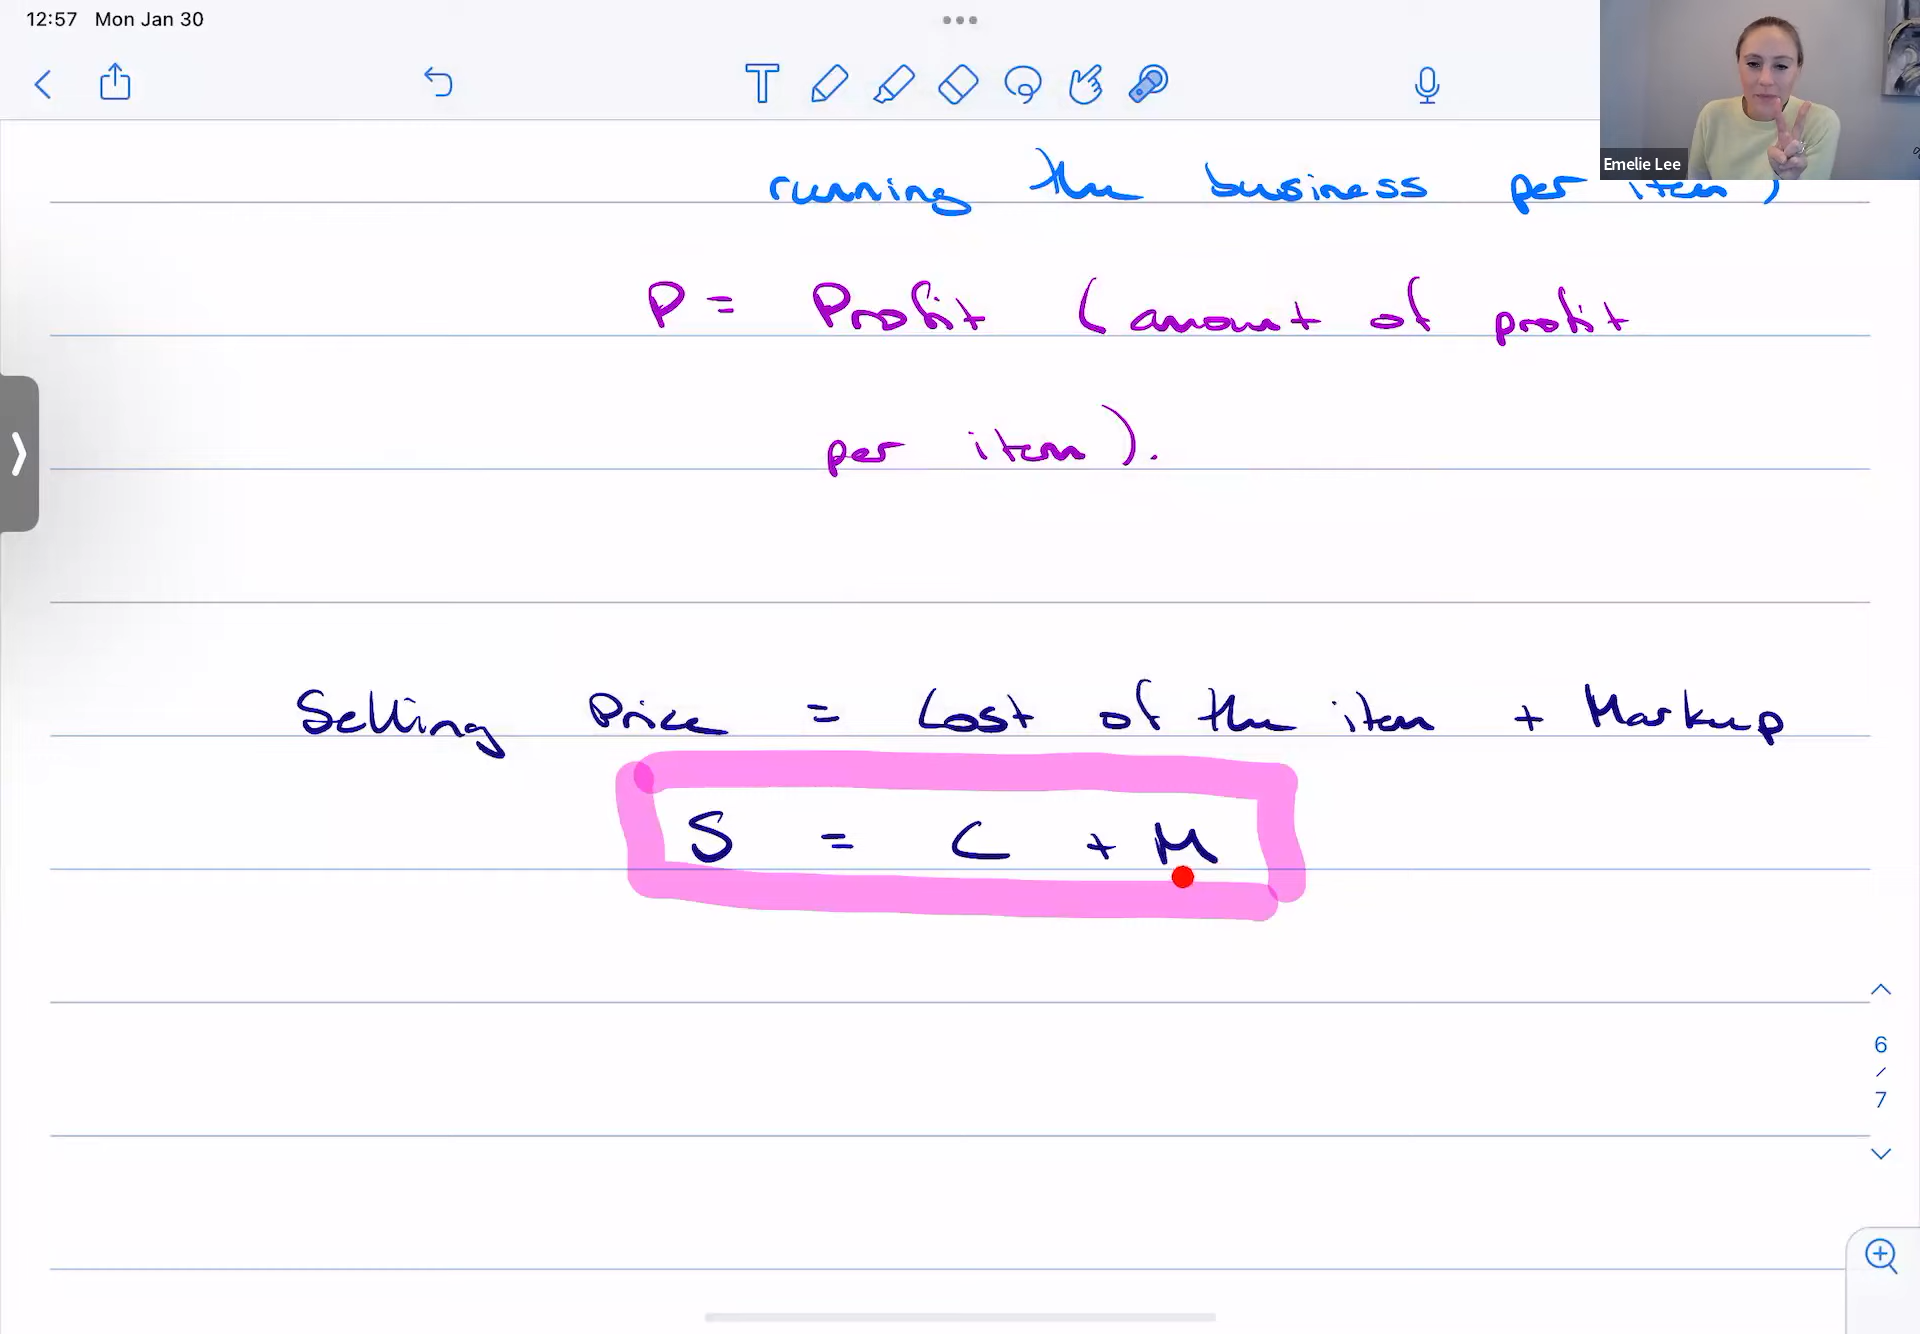 12:57 Mon Jan 30
Emelie Lee
running the business per item)
P = Profit (amount of profit
per item).
Selling Price = Cost of the item + Markup
S = C + M
6
/
7